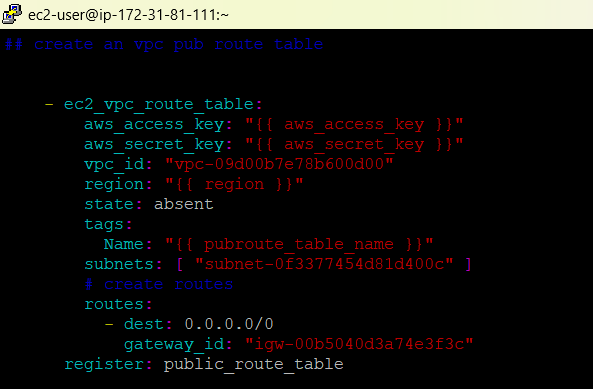 ec2-user@ip-172-31-81-111:~
## create an vpc pub route table
- ec2_vpc_route_table:
aws_access_key: "{{ aws_access_key }}"
aws_secret_key: "{{ aws_secret_key }}"
vpc_id: "vpc-09d00b7e78b600d00"
region: "{{ region }}"
state: absent
tags:
Name: "{{ pubroute_table_name }}"
subnets: [ "subnet-0f3377454d81d400c" ]
# create routes
routes:
- dest: 0.0.0.0/0
gateway_id: "igw-00b5040d3a74e3f3c"
register: public_route_table